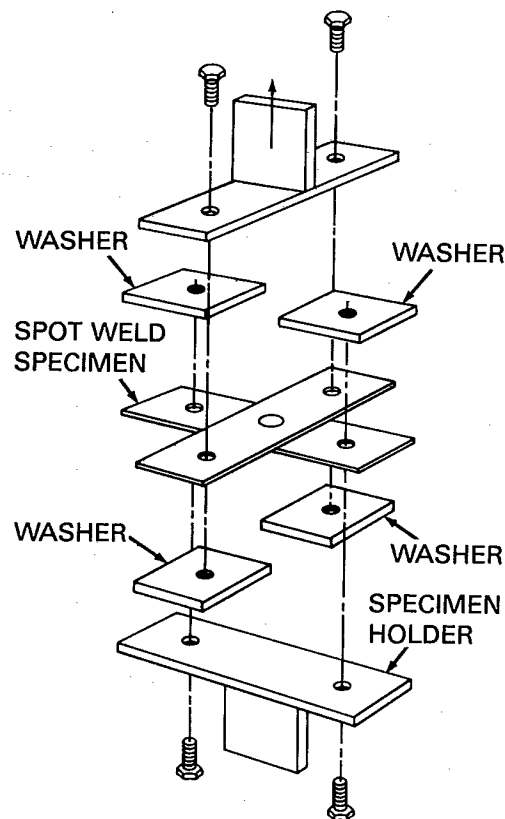 WASHER
WASHER
SPOT WELD
SPECIMEN
WASHER
WASHER
SPECIMEN
HOLDER